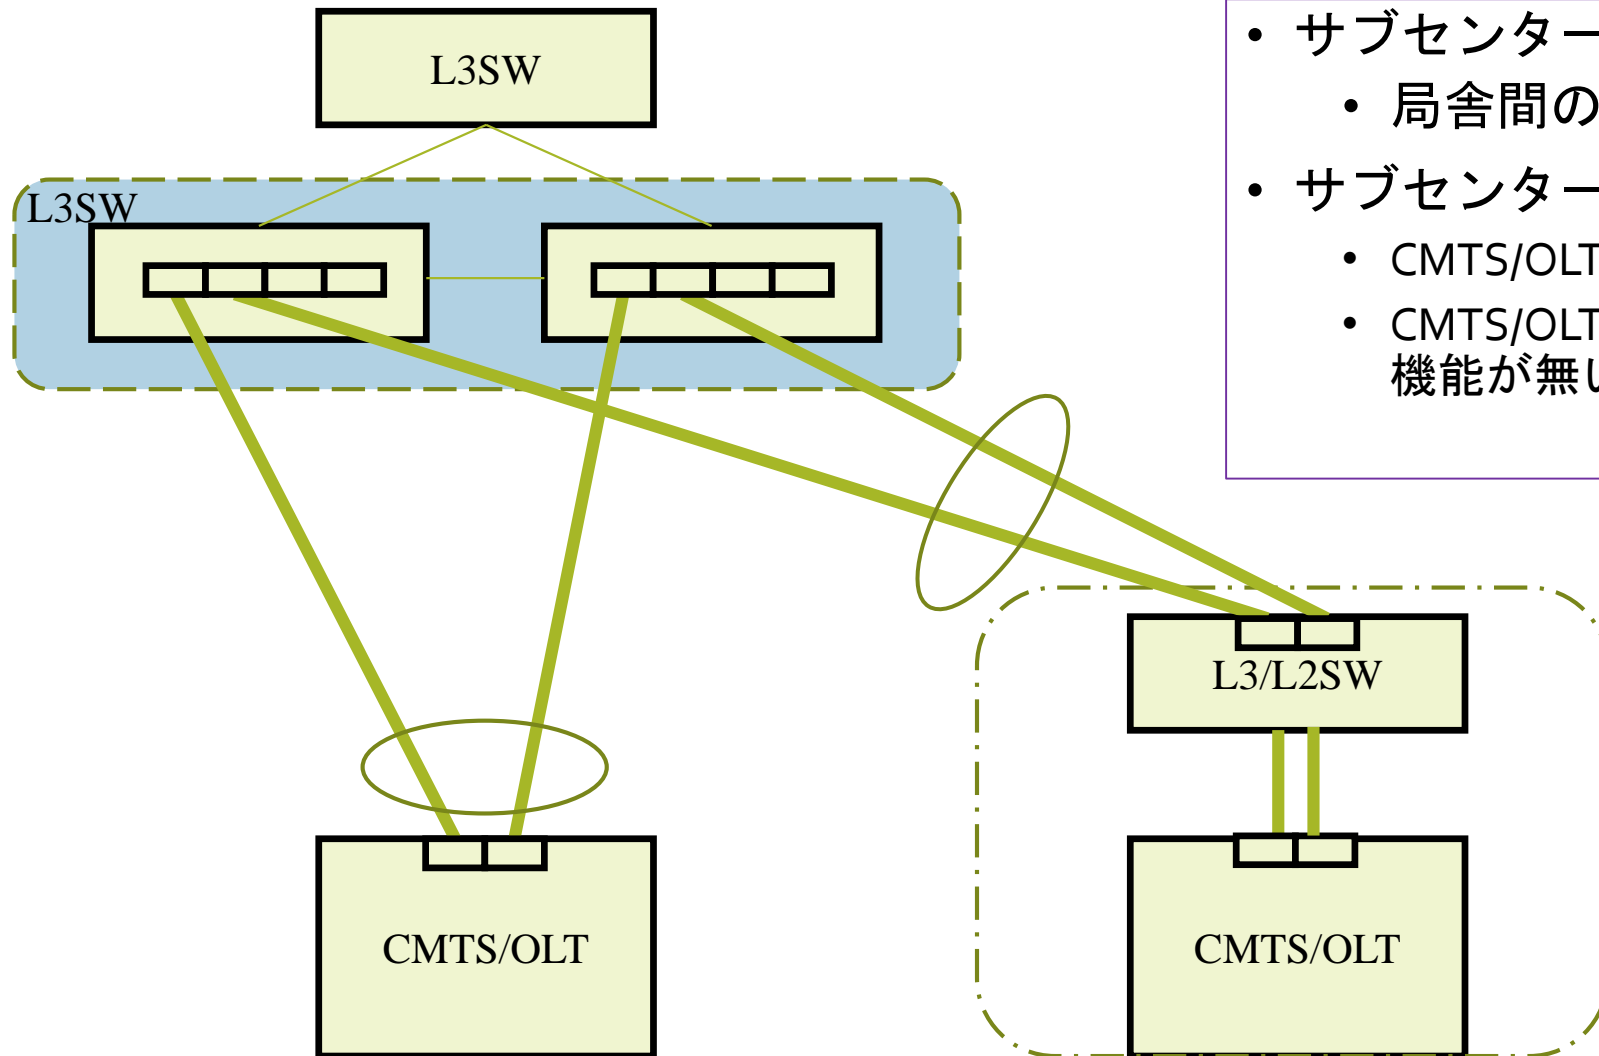 L3SW
L3SW
• サブセンター
• 局舎間の
• サブセンター
• CMTS/OLT
• CMTS/OLT
機能が無い
L3/L2SW
CMTS/OLT
CMTS/OLT